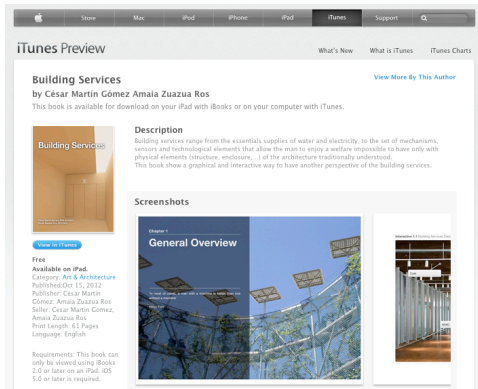 Store Mac iPod iPhone iPad iTunes Support
iTunes Preview
What's New What is iTunes iTunes Charts
Building Services
View More By This Author
by César Martín Gómez Amaia Zuazua Ros
This book is available for download on your iPad with iBooks or on your computer with iTunes.
Building Services
View In iTunes
Free
Available on iPad.
Category: Art & Architecture
Published:Oct 15, 2012
Publisher: César Martín
Gómez; Amaia Zuazua Ros
Seller: Cesar Martin Gomez,
Amaia Zuazua Ros
Print Length: 61 Pages
Language: English
Requirements: This book can
only be viewed using iBooks
2.0 or later on an iPad. iOS
5.0 or later is required.
Description
Building services range from the essentials supplies of water and electricity, to the set of mechanisms,
sensors and technological elements that allow the man to enjoy a welfare impossible to have only with
physical elements (structure, enclosure,...) of the architecture traditionally understood.
This book show a graphical and interactive way to have another perspective of the building services.
Screenshots
Chapter 1
General Overview